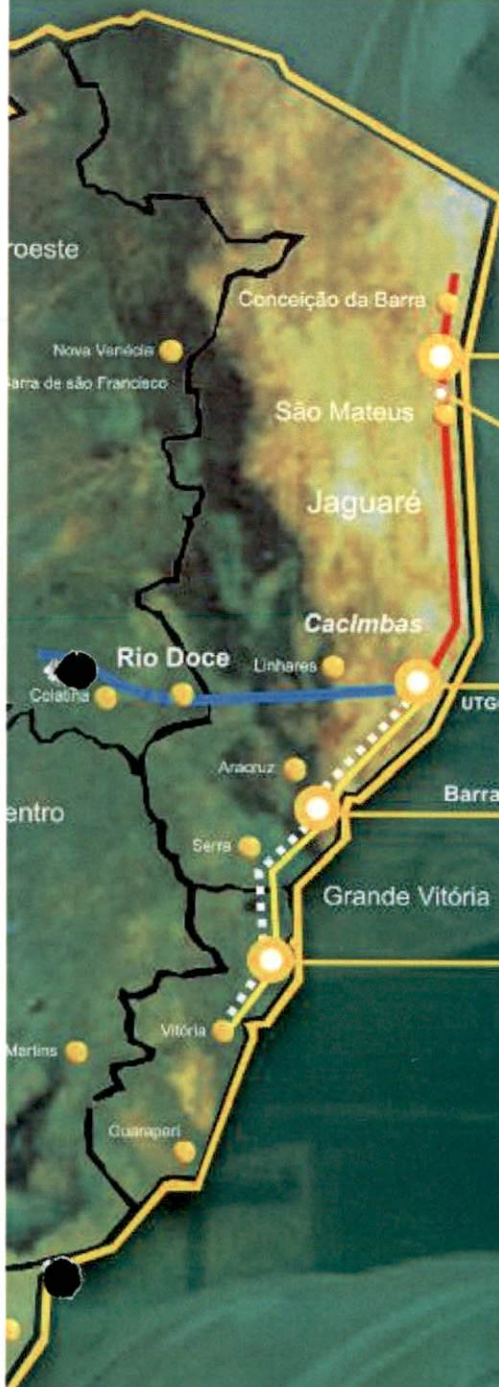 roeste
Conceição da Barra
Nova Venécia
Barra de são Francisco
São Mateus
Jaguaré
CacImbas
Rio Doce
Linhares
Colatina
UTG
Aracruz
Barra
entro
Serra
Grande Vitória
Vitória
Martins
Guarapari